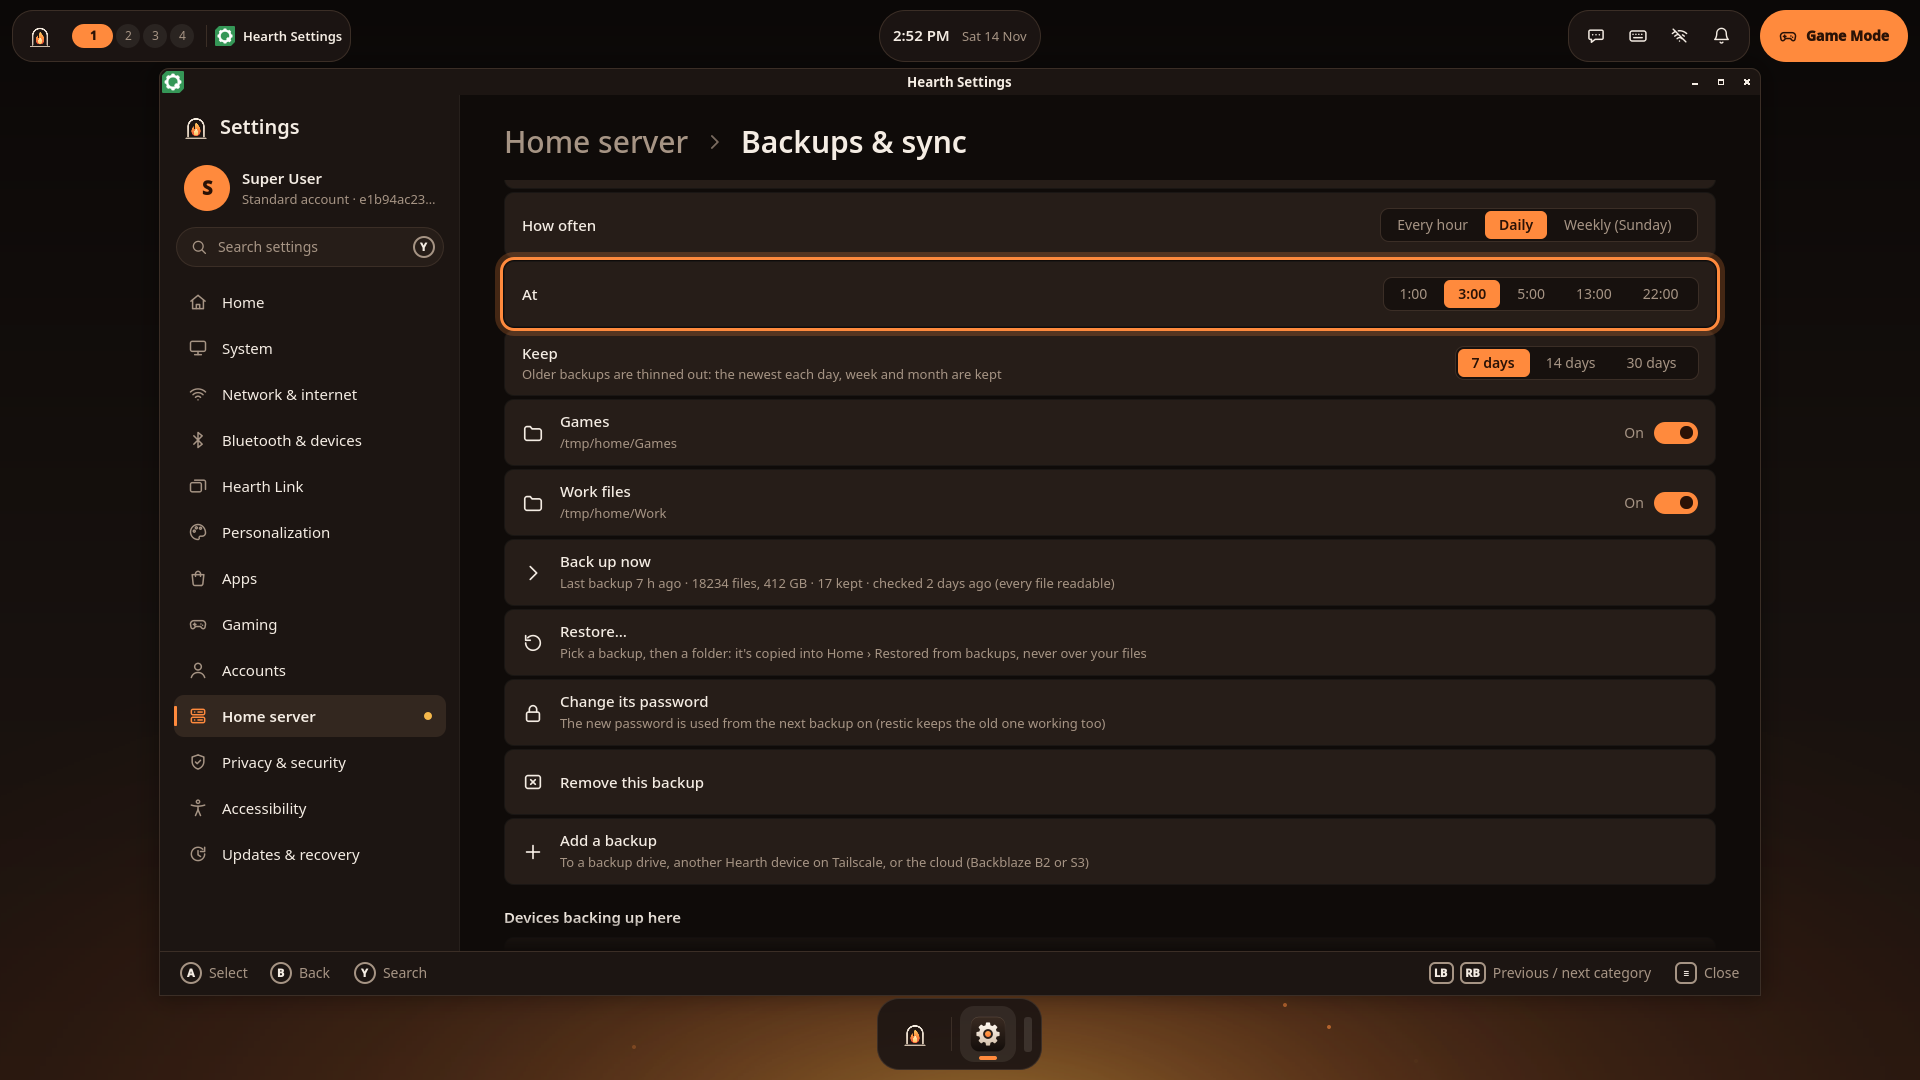 1 2 3 4 Hearth Settings
2:52 PM Sat 14 Nov
Game Mode
Hearth Settings
Settings
S
Super User
Standard account · e1b94ac23...
Search settings Y
Home
System
Network & internet
Bluetooth & devices
Hearth Link
Personalization
Apps
Gaming
Accounts
Home server
Privacy & security
Accessibility
Updates & recovery
Home server > Backups & sync
How often
Every hour Daily Weekly (Sunday)
At
1:00 3:00 5:00 13:00 22:00
Keep
Older backups are thinned out: the newest each day, week and month are kept
7 days 14 days 30 days
Games
/tmp/home/Games
On
Work files
/tmp/home/Work
On
Back up now
Last backup 7 h ago · 18234 files, 412 GB · 17 kept · checked 2 days ago (every file readable)
Restore...
Pick a backup, then a folder: it's copied into Home › Restored from backups, never over your files
Change its password
The new password is used from the next backup on (restic keeps the old one working too)
Remove this backup
Add a backup
To a backup drive, another Hearth device on Tailscale, or the cloud (Backblaze B2 or S3)
Devices backing up here
A Select B Back Y Search
LB RB Previous / next category ≡ Close